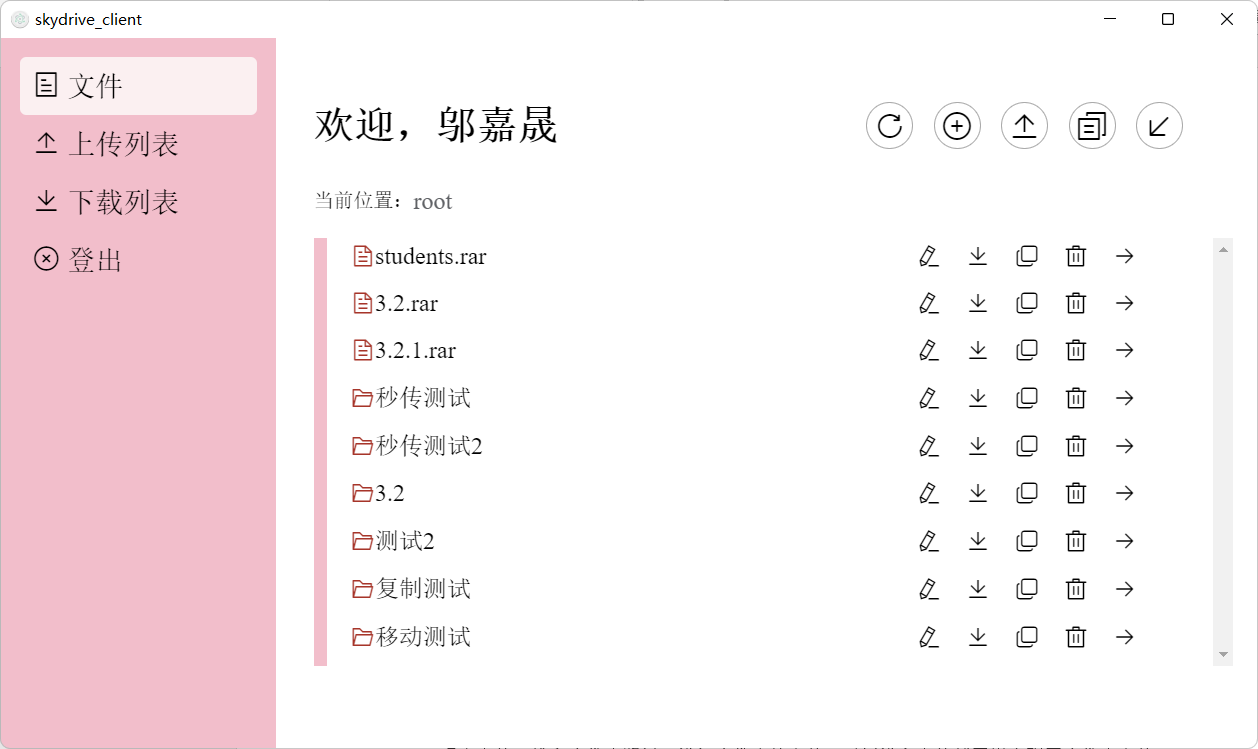 skydrive_client
文件
上传列表
下载列表
登出
欢迎，邬嘉晟
当前位置：root
students.rar
3.2.rar
3.2.1.rar
秒传测试
秒传测试2
3.2
测试2
复制测试
移动测试